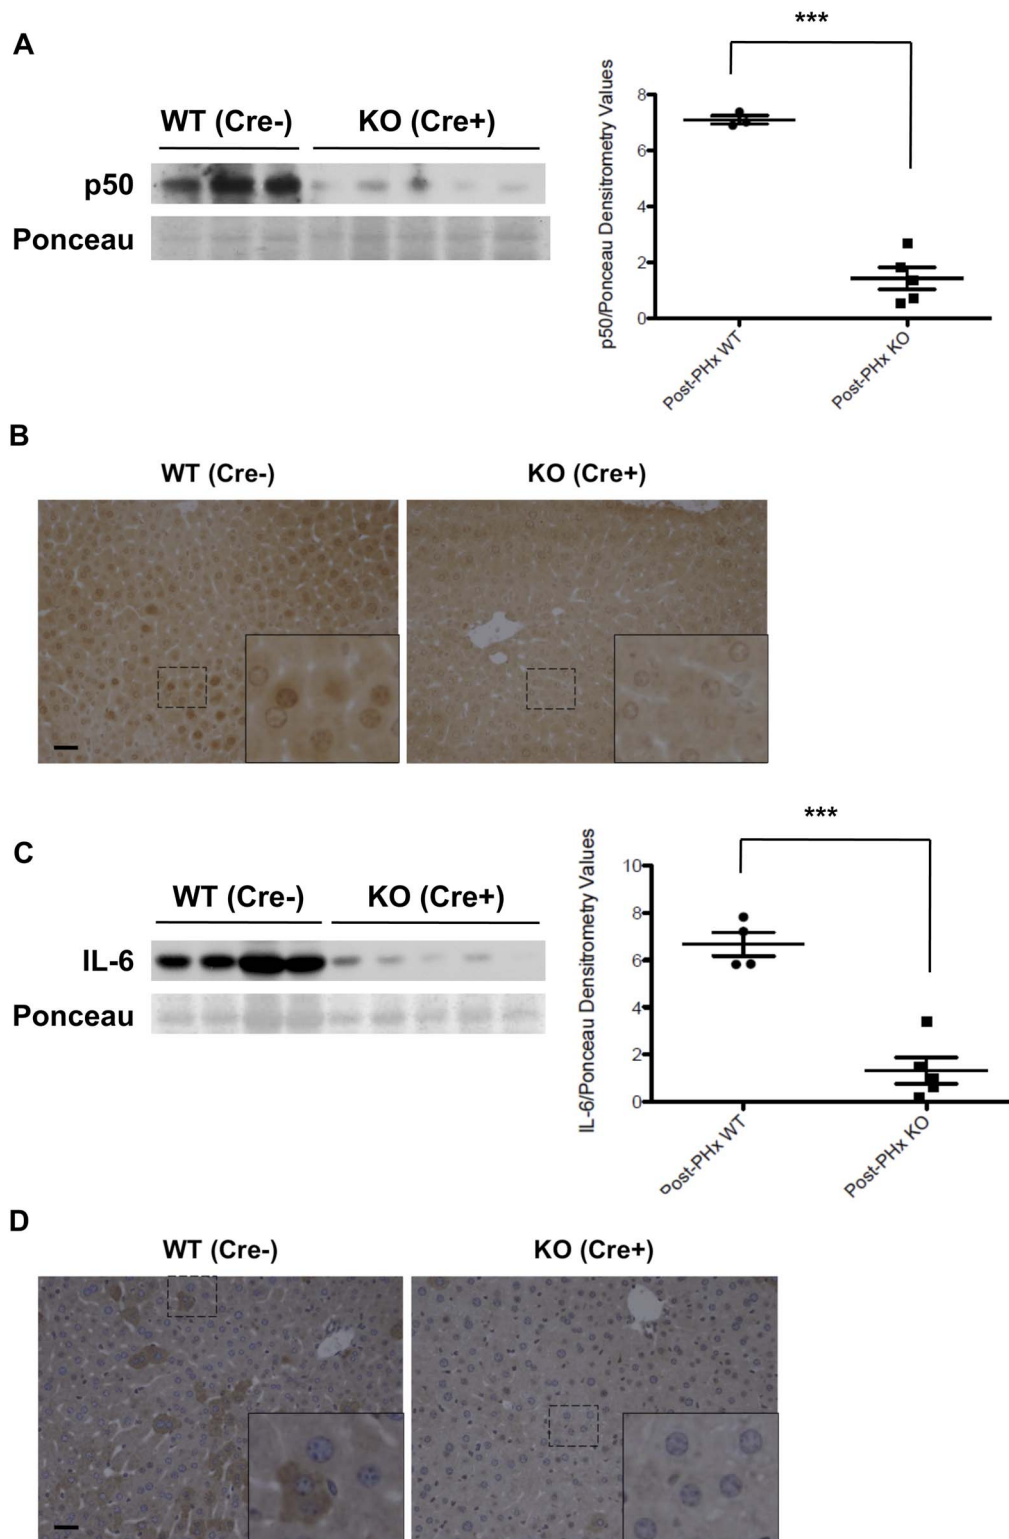 A
WT (Cre-)
KO (Cre+)
p50
Ponceau
***
p50/Ponceau Densitrometry Values
8
6
4
2
0
Post-PHx WT
Post-PHx KO
B
WT (Cre-)
KO (Cre+)
C
WT (Cre-)
KO (Cre+)
IL-6
Ponceau
***
IL-6/Ponceau Densitrometry Values
10
8
6
4
2
0
Post-PHx WT
Post-PHx KO
D
WT (Cre-)
KO (Cre+)